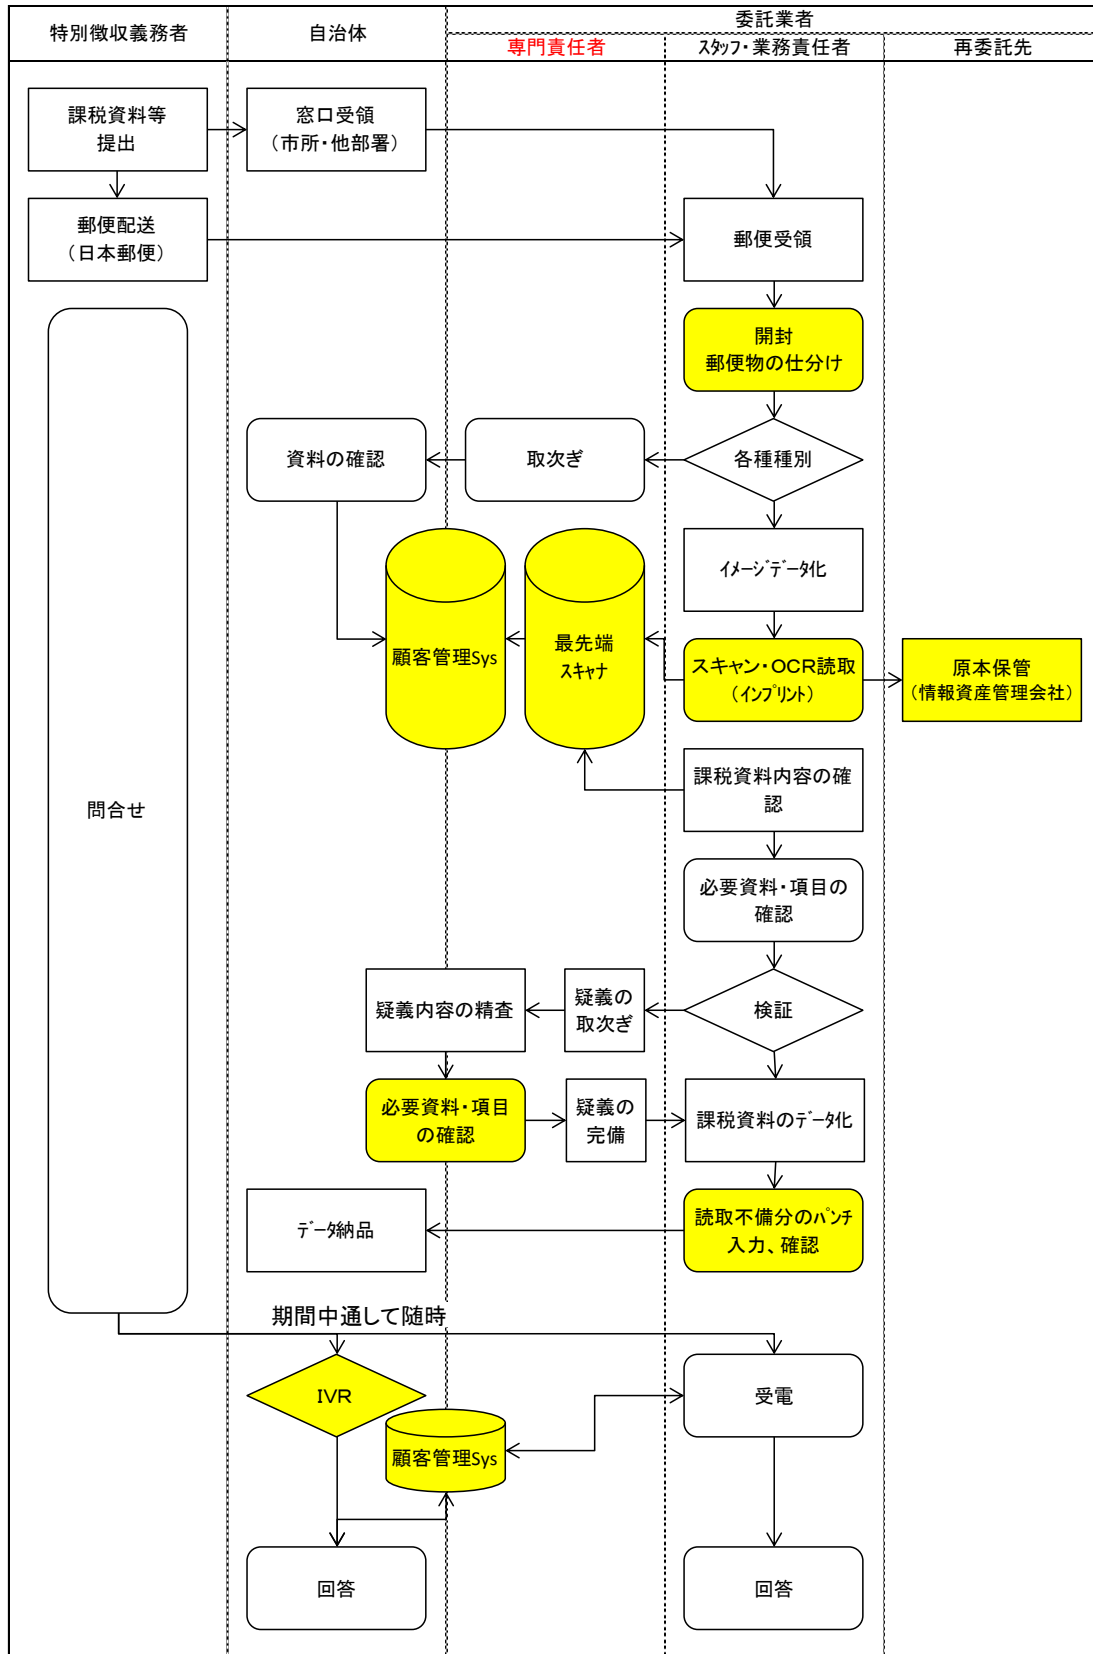 特別徴収義務者
自治体
委託業者
専門責任者
ｽﾀｯﾌ・業務責任者
再委託先
課税資料等
提出
窓口受領
（市所・他部署）
郵便配送
（日本郵便）
郵便受領
開封
郵便物の仕分け
資料の確認
取次ぎ
各種種別
ｲﾒｰｼﾞﾃﾞｰﾀ化
顧客管理Sys
最先端
ｽｷｬﾅ
スキャン・OCR読取
（ｲﾝﾌﾟﾘﾝﾄ）
原本保管
（情報資産管理会社）
課税資料内容の確
認
問合せ
必要資料・項目の
確認
疑義内容の精査
疑義の
取次ぎ
検証
必要資料・項目
の確認
疑義の
完備
課税資料のﾃﾞｰﾀ化
ﾃﾞｰﾀ納品
読取不備分のﾊﾟﾝﾁ
入力、確認
期間中通して随時
IVR
受電
顧客管理Sys
回答
回答